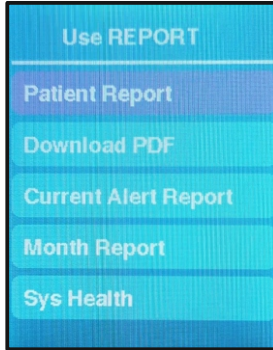 Use REPORT
Patient Report
Download PDF
Current Alert Report
Month Report
Sys Health